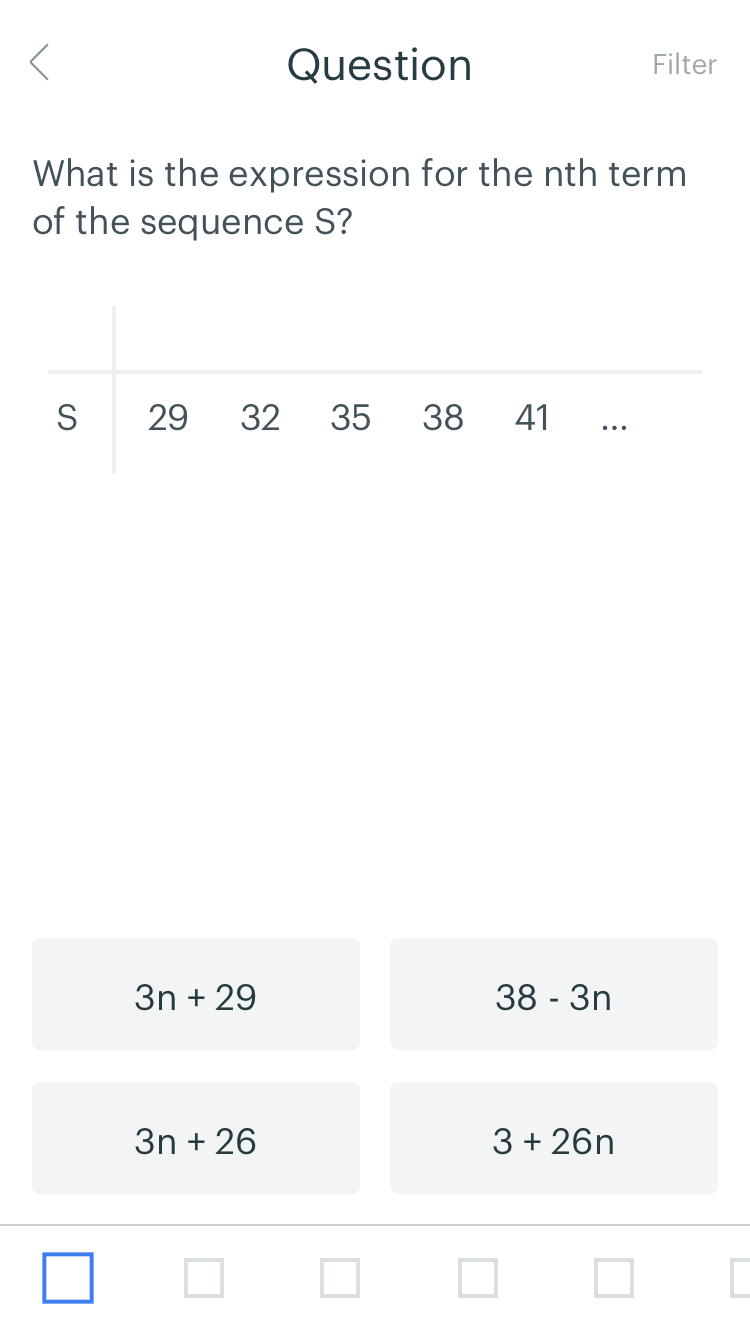 Question
Filter
What is the expression for the nth term
of the sequence S?
S 29 32 35 38 41 ...
3n + 29
38 - 3n
3n + 26
3 + 26n